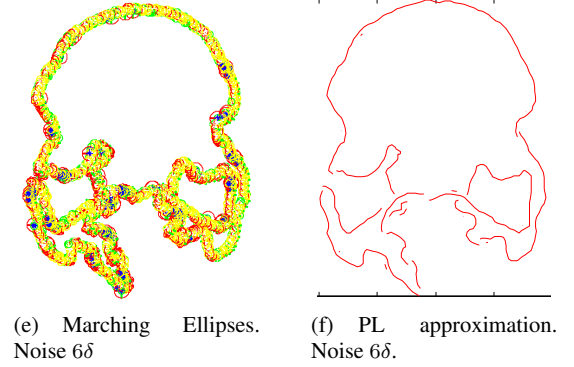 (e) Marching Ellipses.
Noise 6δ
(f) PL approximation.
Noise 6δ.